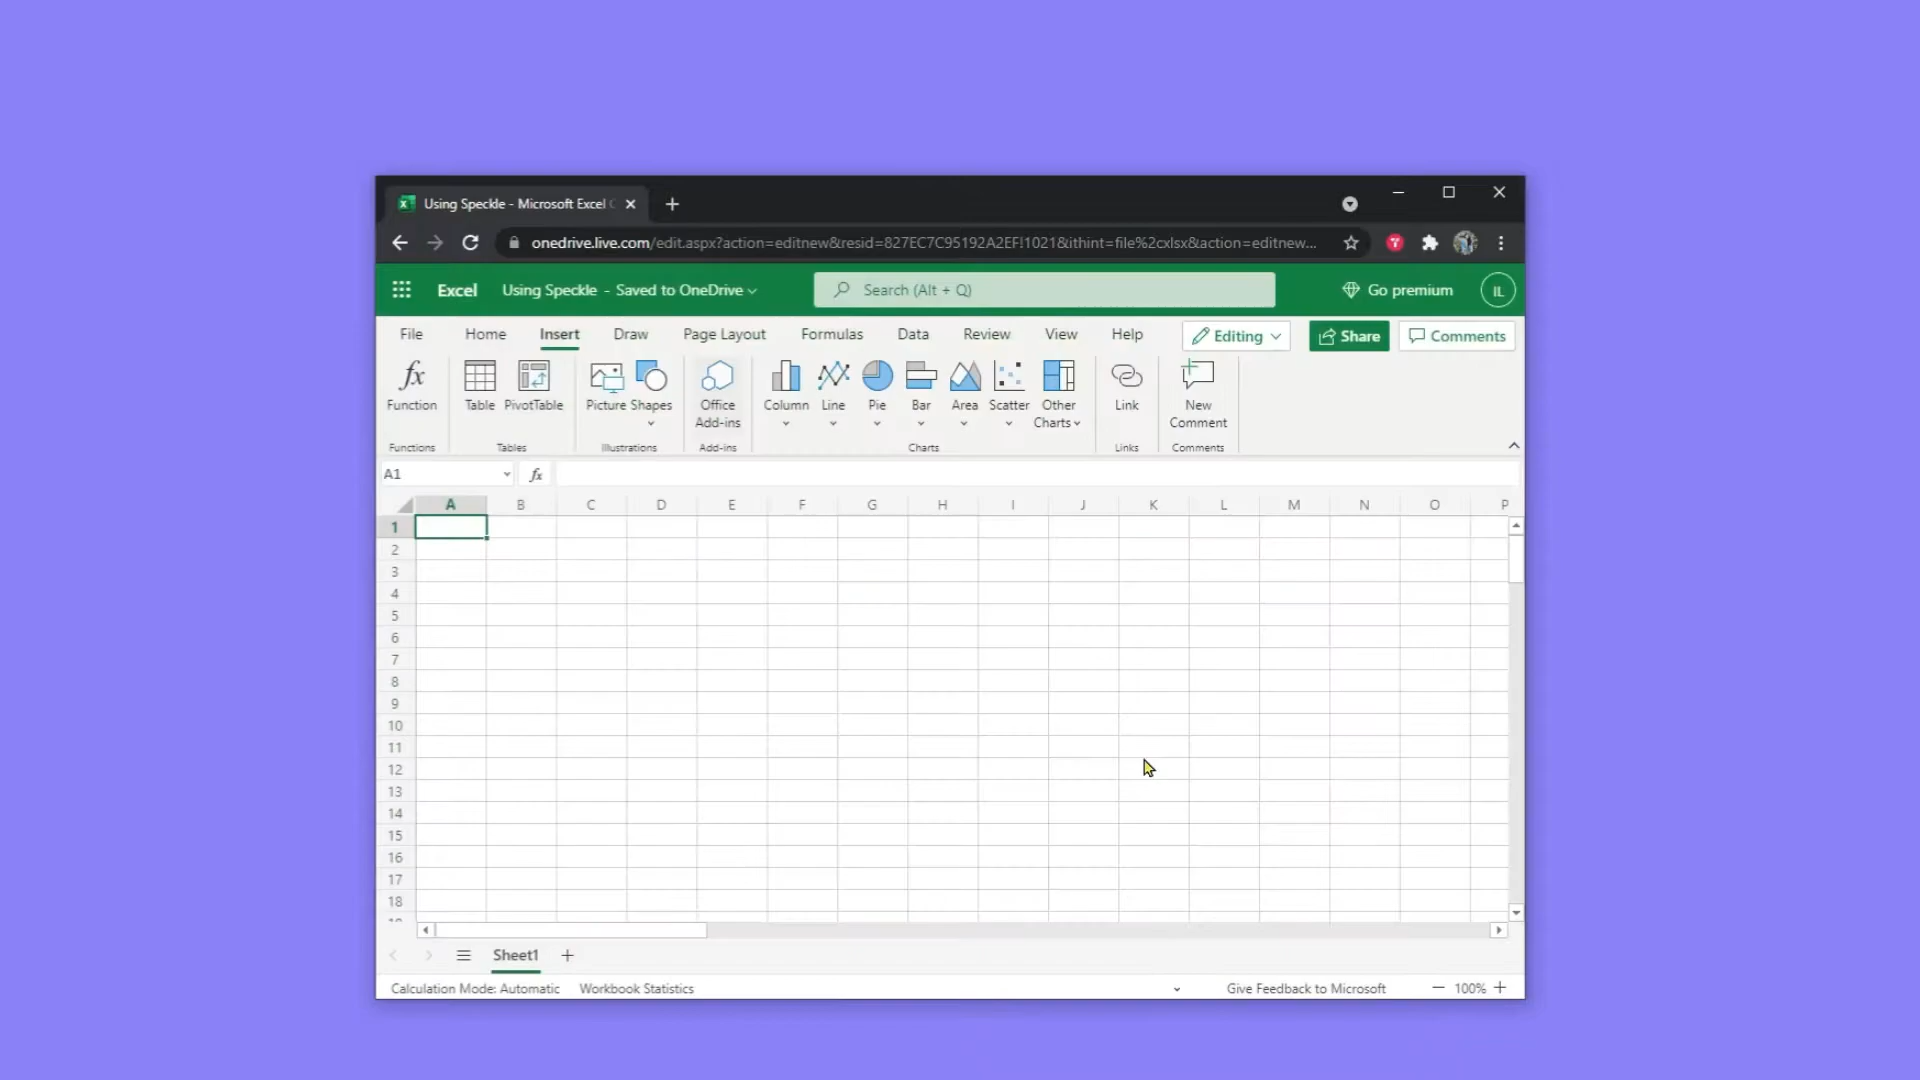 Using Speckle - Microsoft Excel
onedrive.live.com/edit.aspx?action=editnew&resid=827EC7C95192A2EF!1021&ithint=file%2cxlsx&action=editnew...
Excel Using Speckle - Saved to OneDrive Search (Alt + Q) Go premium IL
File Home Insert Draw Page Layout Formulas Data Review View Help Editing Share Comments
Function Table PivotTable Picture Shapes Office Add-ins Column Line Pie Bar Area Scatter Other Charts Link New Comment
Functions Tables Illustrations Add-ins Charts Links Comments
A1 fx
A B C D E F G H I J K L M N O P
1
2
3
4
5
6
7
8
9
10
11
12
13
14
15
16
17
18
Sheet1
Calculation Mode: Automatic Workbook Statistics Give Feedback to Microsoft 100%